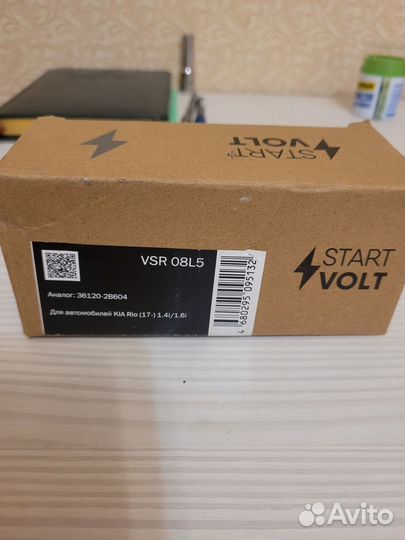 START
VOLT
VSR 08L5
Аналог: 36120-2B604
Для автомобилей KIA Rio (17-) 1.4i/1.6i
4 680295 095132
START
VOLT
Avito